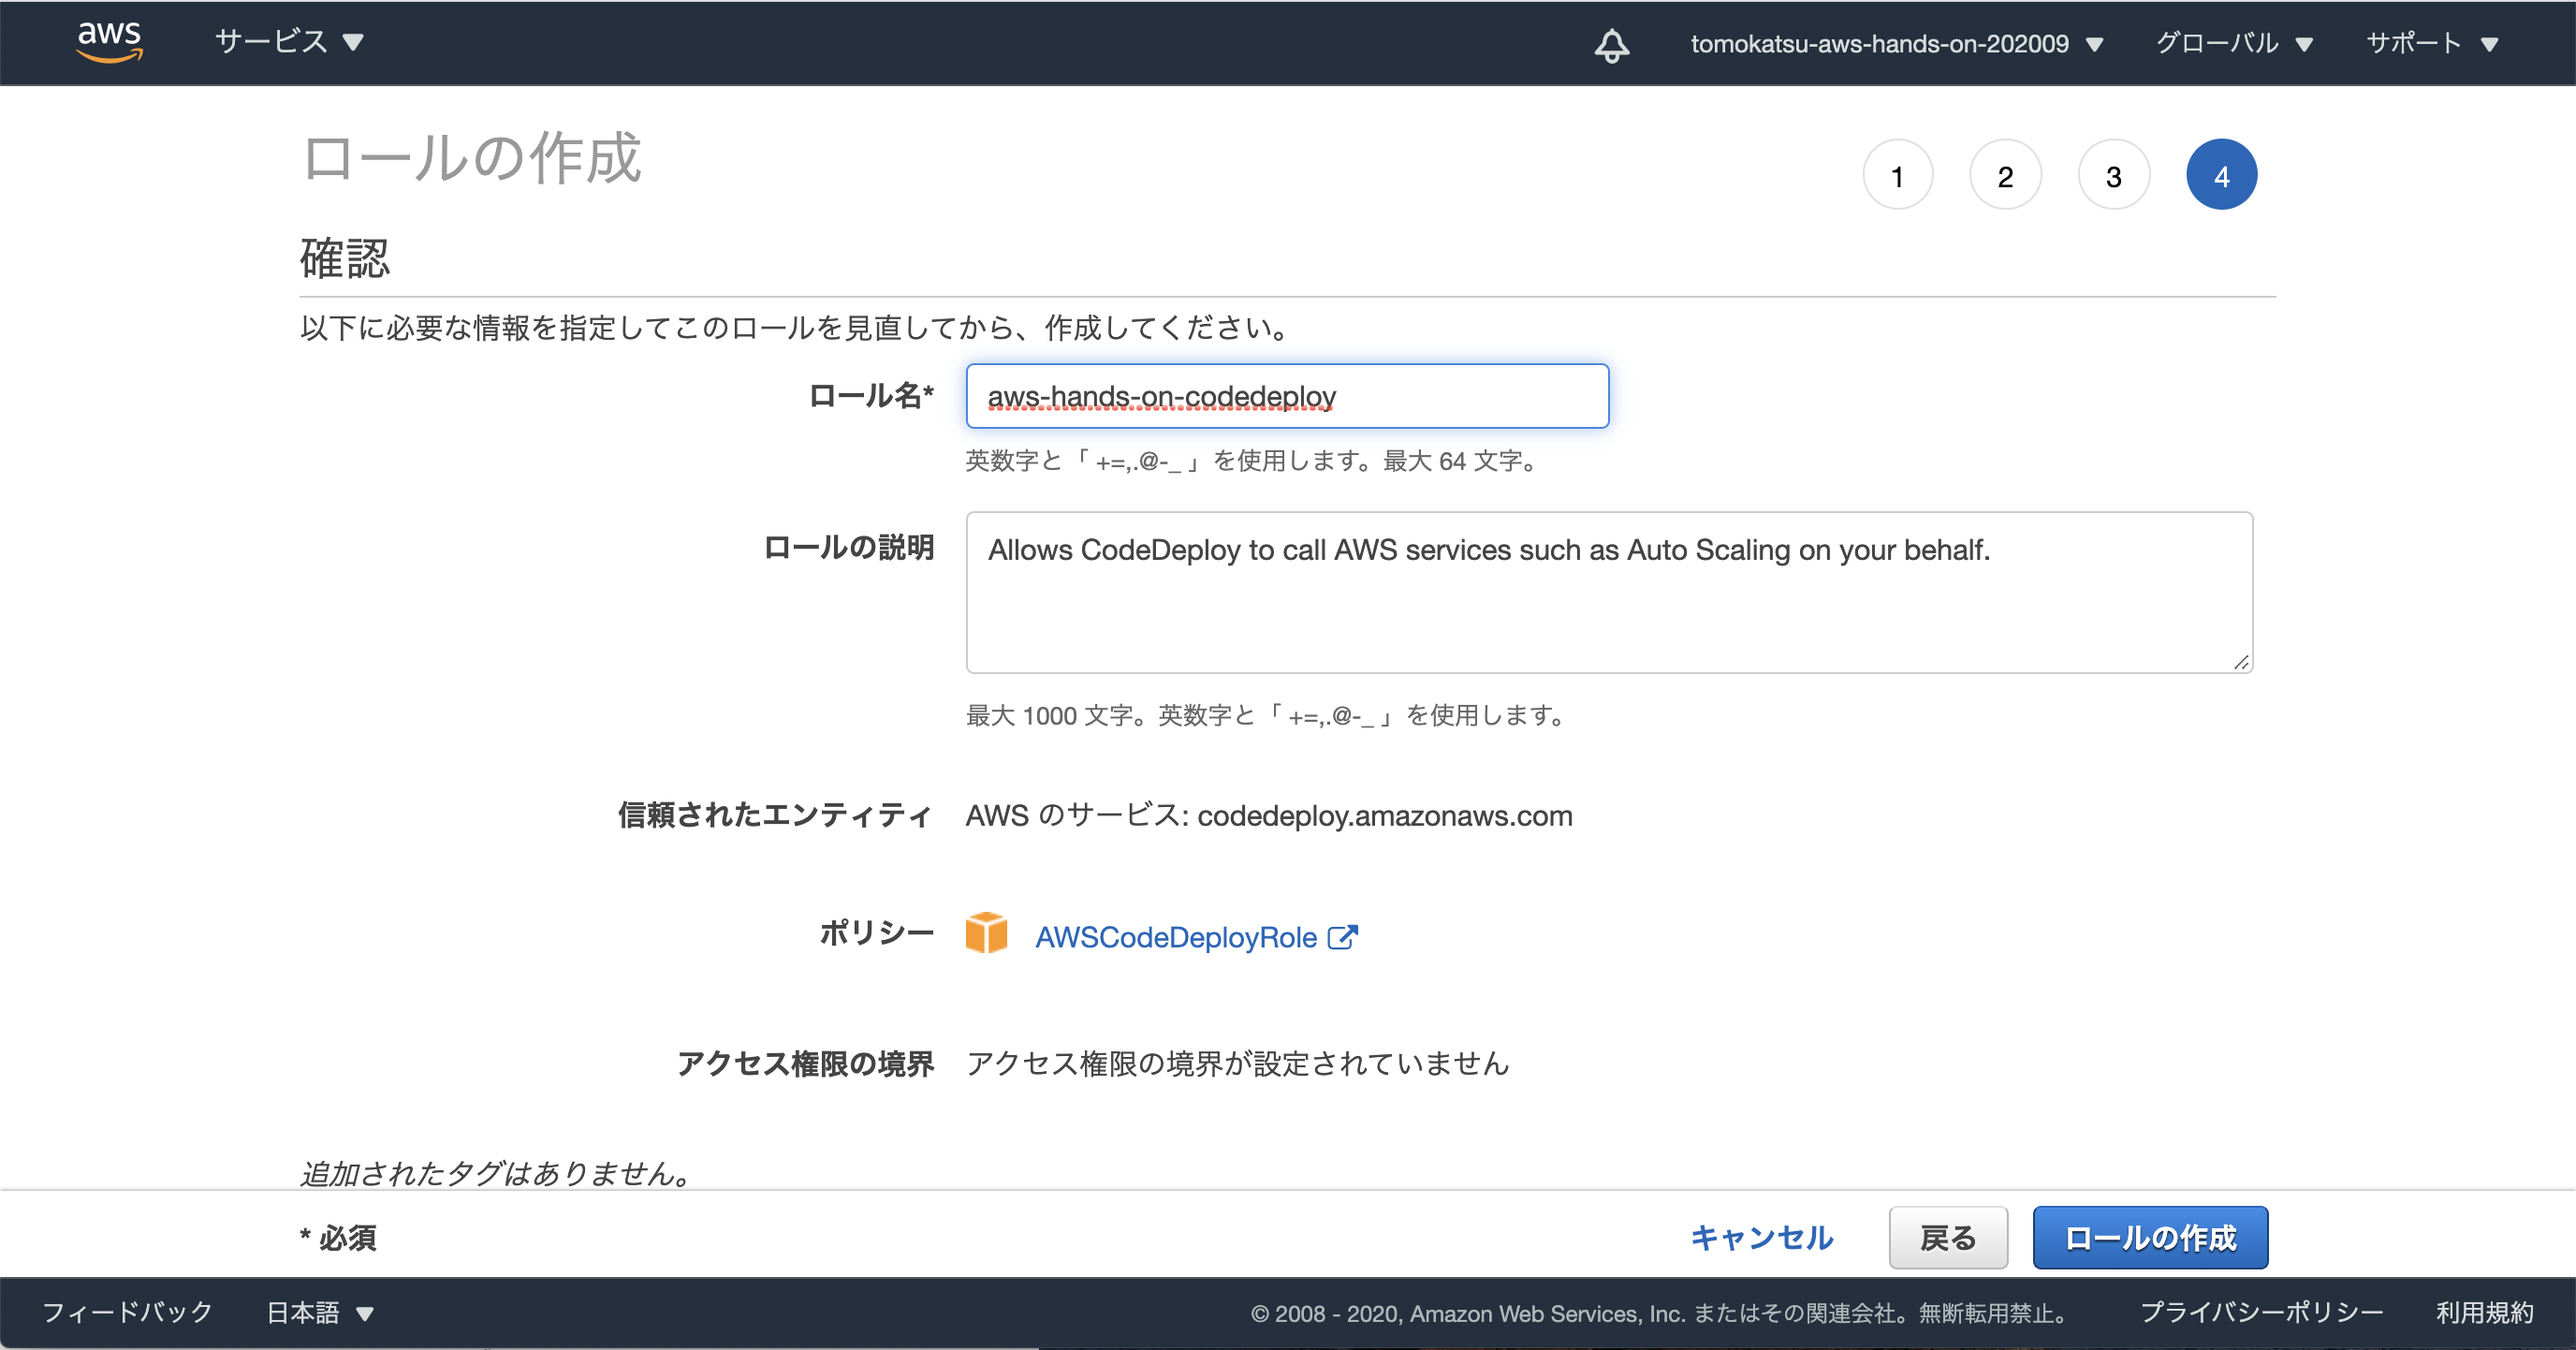 aws サービス ▼ tomokatsu-aws-hands-on-202009 ▼ グローバル ▼ サポート ▼
ロールの作成
1 2 3 4
確認
以下に必要な情報を指定してこのロールを見直してから、作成してください。
ロール名* aws-hands-on-codedeploy
英数字と「 +=,.@-_ 」を使用します。最大 64 文字。
ロールの説明 Allows CodeDeploy to call AWS services such as Auto Scaling on your behalf.
最大 1000 文字。英数字と「 +=,.@-_ 」を使用します。
信頼されたエンティティ AWS のサービス: codedeploy.amazonaws.com
ポリシー AWSCodeDeployRole
アクセス権限の境界 アクセス権限の境界が設定されていません
追加されたタグはありません。
* 必須 キャンセル 戻る ロールの作成
フィードバック 日本語 ▼ © 2008 - 2020, Amazon Web Services, Inc. またはその関連会社。無断転用禁止。 プライバシーポリシー 利用規約